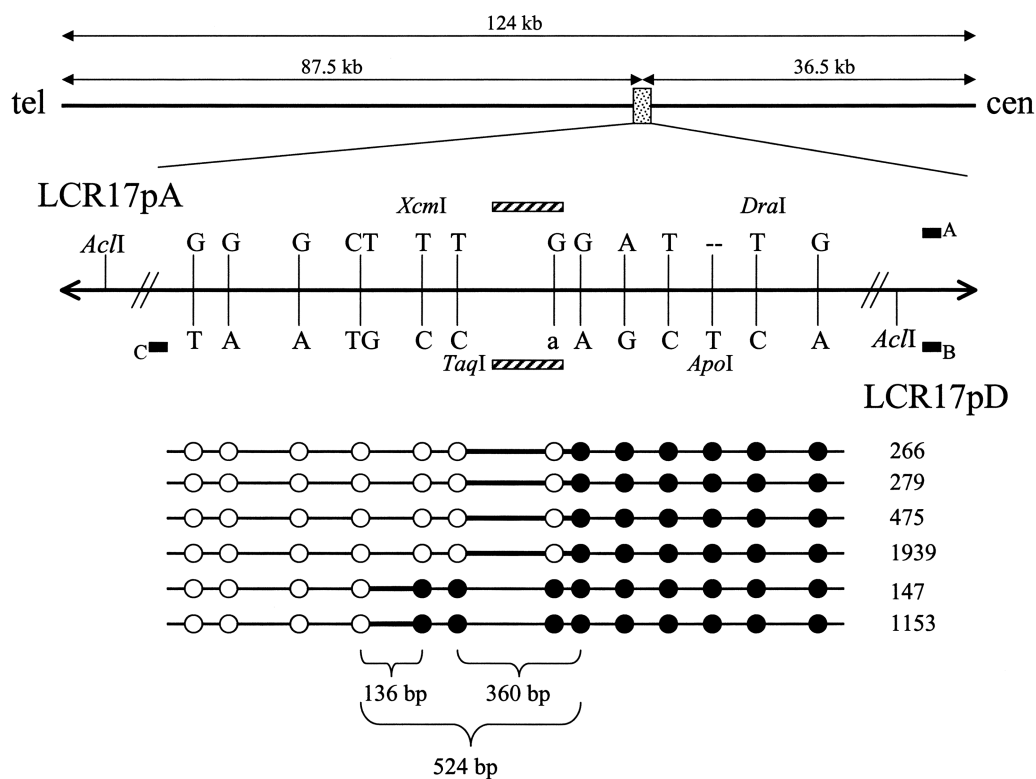 124 kb
87.5 kb 36.5 kb
tel cen
LCR17pA
XcmI DraI
AclI G G G CT T T G G A T -- T G A
C T A A TG C C a A G C T C A AclI B
TaqI ApoI
LCR17pD
266
279
475
1939
147
1153
136 bp 360 bp
524 bp